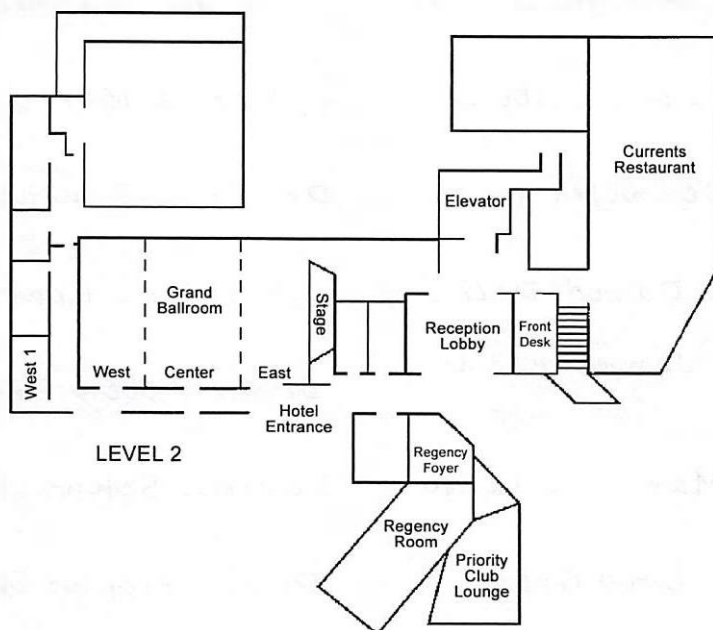 Currents
Restaurant
Elevator
Grand
Ballroom
Stage
Reception
Lobby
Front
Desk
West 1
West
Center
East
Hotel
Entrance
LEVEL 2
Regency
Foyer
Regency
Room
Priority
Club
Lounge